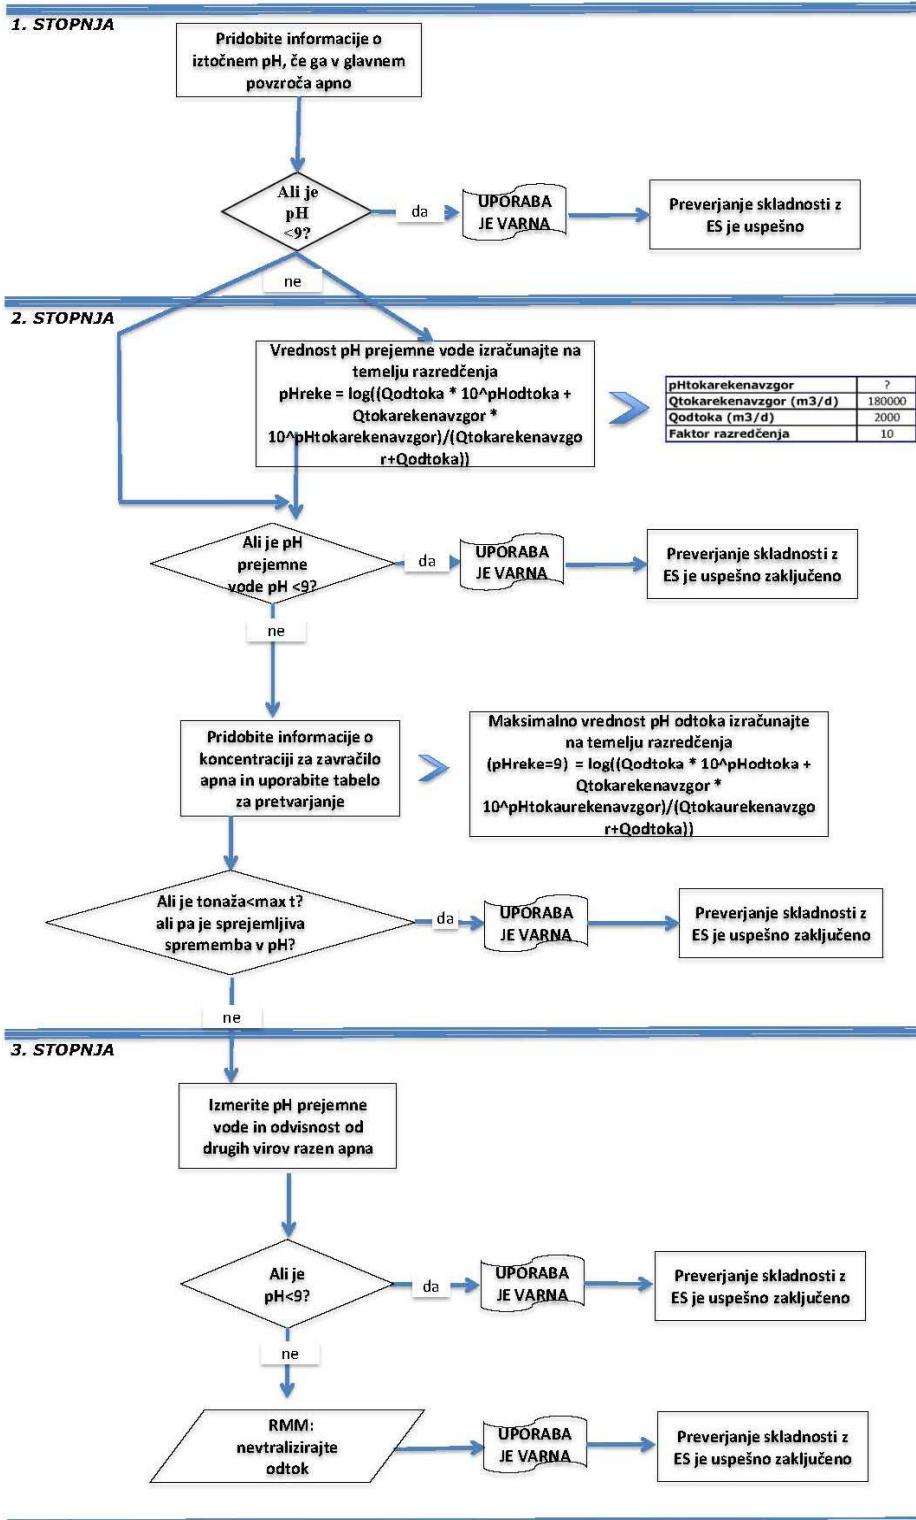 1. STOPNJA
Pridobite informacije o
iztočnem pH, če ga v glavnem
povzroča apno
Ali je
pH
<9?
da
UPORABA
JE VARNA
Preverjanje skladnosti z
ES je uspešno
ne
2. STOPNJA
Vrednost pH prejemne vode izračunajte na
temelju razredčenja
pHreke = log((Qodtoka * 10^pHodtoka +
Qtokarekenavzgor *
10^pHtokarekenavzgor)/(Qtokarekenavzgo
r+Qodtoka))
pHtokarekenavzgor ?
Qtokarekenavzgor (m3/d) 180000
Qodtoka (m3/d) 2000
Faktor razredčenja 10
Ali je pH
prejemne
vode pH <9?
da
UPORABA
JE VARNA
Preverjanje skladnosti z
ES je uspešno zaključeno
ne
Pridobite informacije o
koncentraciji za zavračilo
apna in uporabite tabelo
za pretvarjanje
Maksimalno vrednost pH odtoka izračunajte
na temelju razredčenja
(pHreke=9) = log((Qodtoka * 10^pHodtoka +
Qtokarekenavzgor *
10^pHtokaurekenavzgor)/(Qtokaurekenavzgo
r+Qodtoka))
Ali je tonaža<max t?
ali pa je sprejemljiva
sprememba v pH?
da
UPORABA
JE VARNA
Preverjanje skladnosti z
ES je uspešno zaključeno
ne
3. STOPNJA
Izmerite pH prejemne
vode in odvisnost od
drugih virov razen apna
Ali je
pH<9?
da
UPORABA
JE VARNA
Preverjanje skladnosti z
ES je uspešno zaključeno
ne
RMM:
nevtralizirajte
odtok
UPORABA
JE VARNA
Preverjanje skladnosti z
ES je uspešno zaključeno